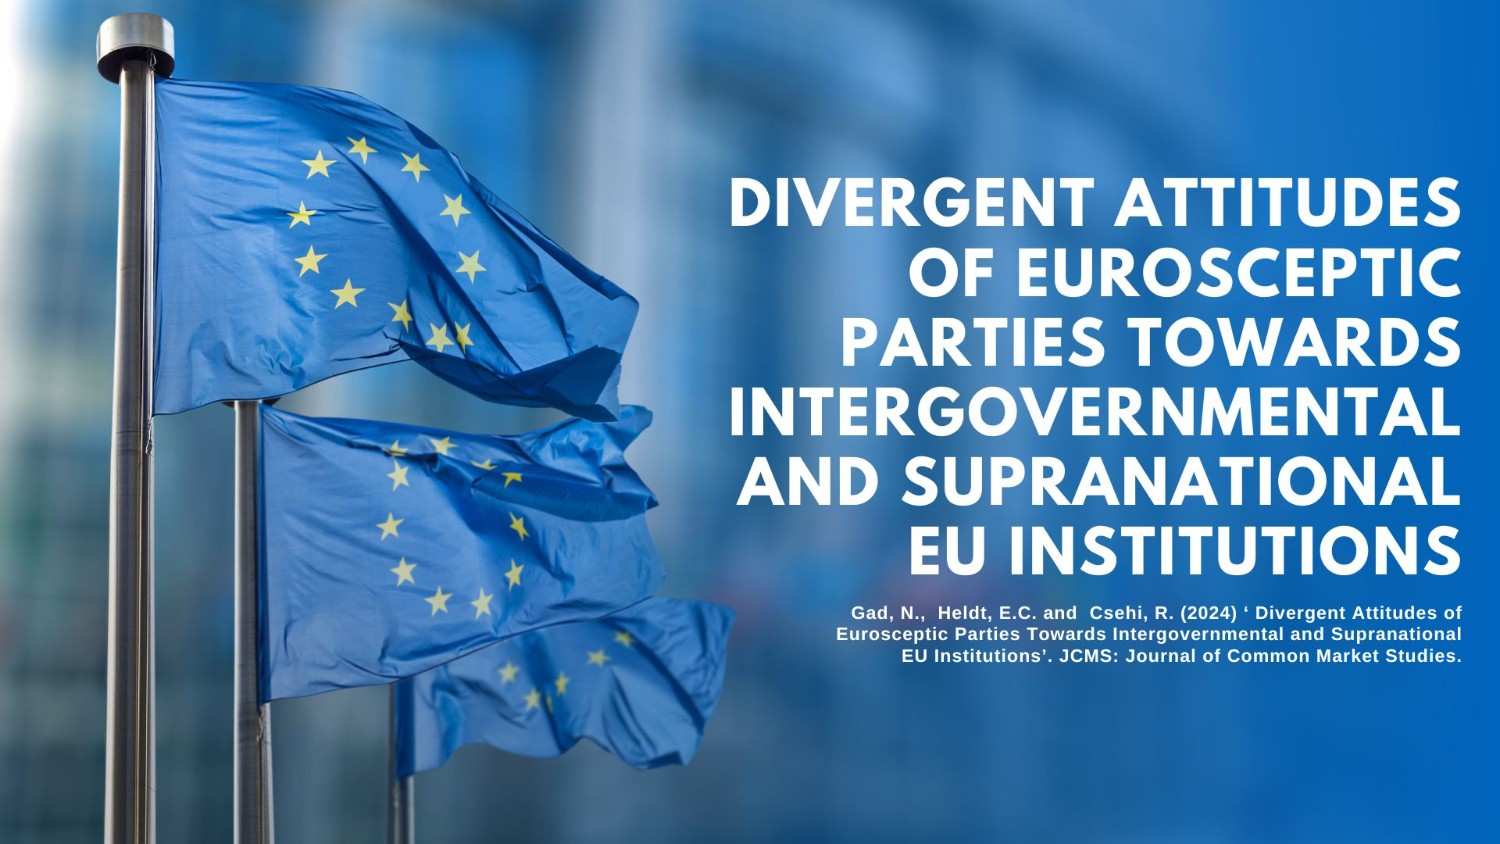 DIVERGENT ATTITUDES
OF EUROSCEPTIC
PARTIES TOWARDS
INTERGOVERNMENTAL
AND SUPRANATIONAL
EU INSTITUTIONS
Gad, N., Heldt, E.C. and Csehi, R. (2024) ‘ Divergent Attitudes of
Eurosceptic Parties Towards Intergovernmental and Supranational
EU Institutions’. JCMS: Journal of Common Market Studies.